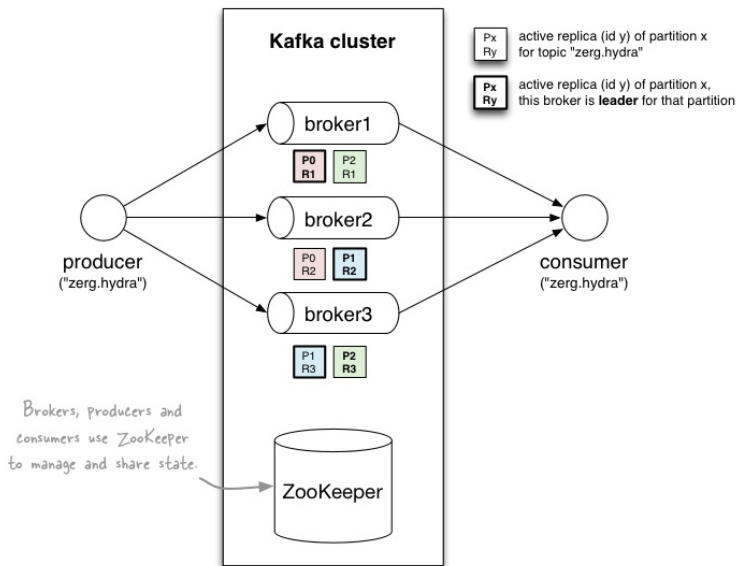 Kafka cluster
Px
Ry
active replica (id y) of partition x
for topic "zerg.hydra"
Px
Ry
active replica (id y) of partition x,
this broker is leader for that partition
broker1
P0
R1
P2
R1
broker2
P0
R2
P1
R2
producer
("zerg.hydra")
consumer
("zerg.hydra")
broker3
P1
R3
P2
R3
Brokers, producers and
consumers use ZooKeeper
to manage and share state.
ZooKeeper